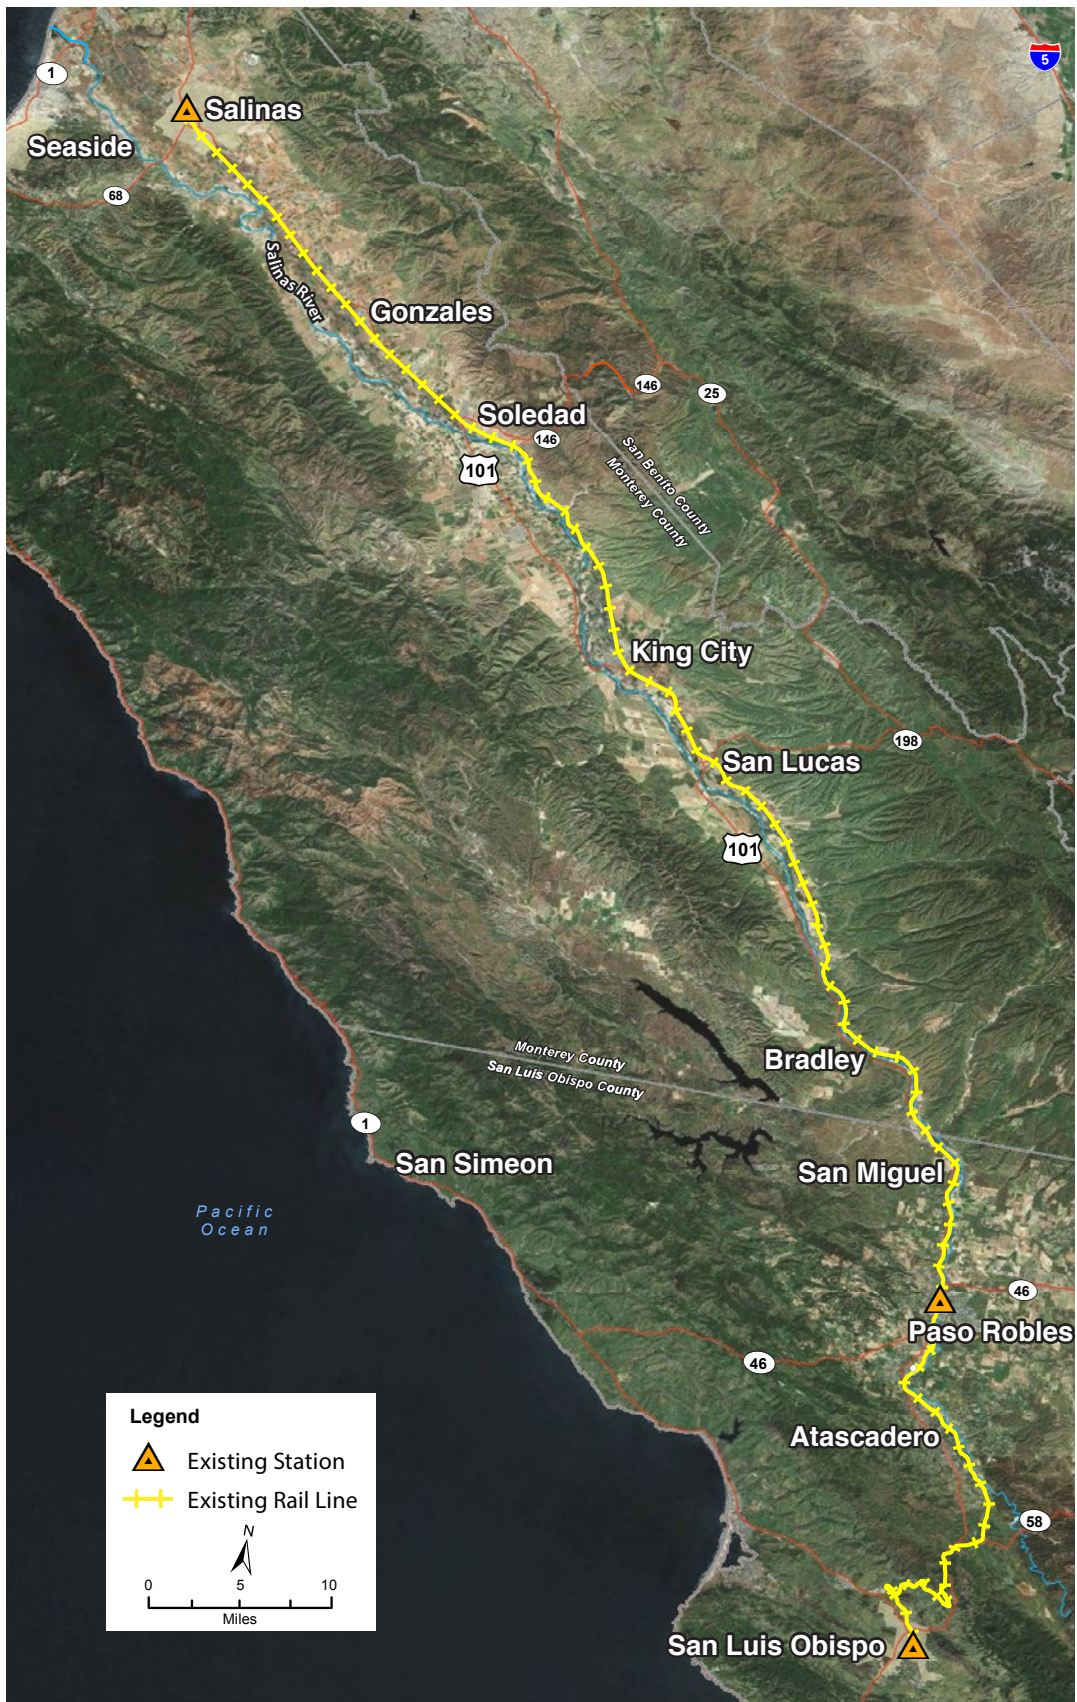 5
1
Salinas
Seaside
68
Salinas River
Gonzales
146
25
Soledad
146
101
San Benito County
Monterey County
King City
198
San Lucas
101
Monterey County
San Luis Obispo County
Bradley
1
San Simeon
San Miguel
Pacific
Ocean
46
Paso Robles
46
Atascadero
58
San Luis Obispo
Legend
Existing Station
Existing Rail Line
N
0 5 10
Miles